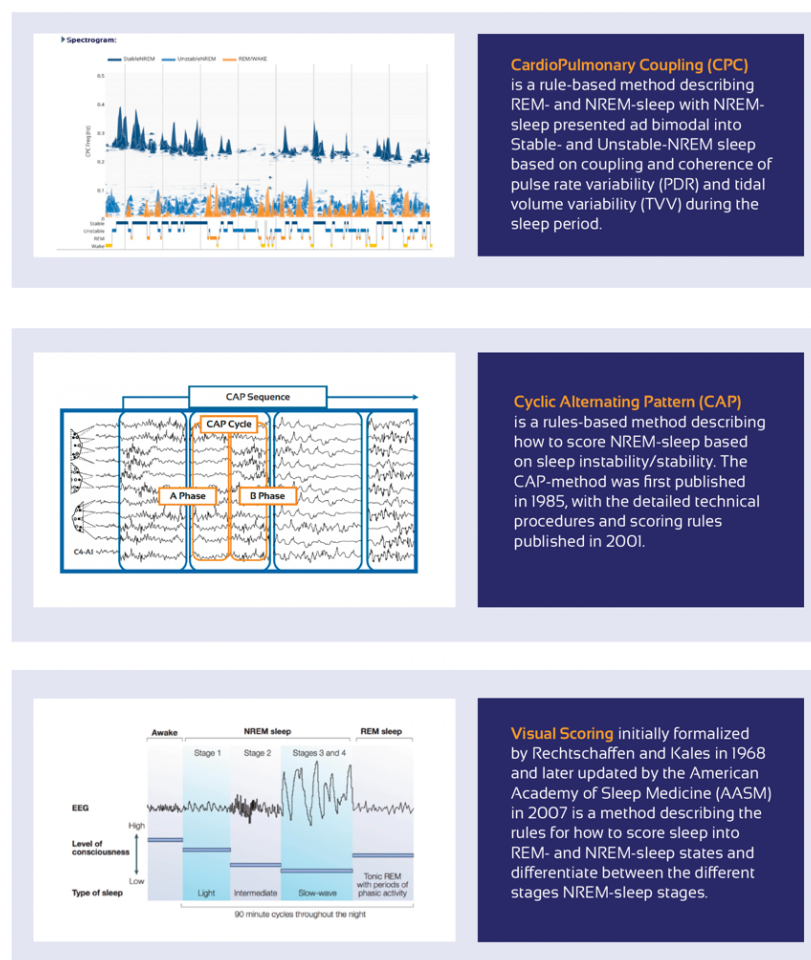 Spectrogram:
StableNREM UnstableNREM REM/WAKE
CPC Freq (Hz)
0.5
0.4
0.3
0.2
0.1
0
Stable
Unstable
REM
Wake
CardioPulmonary Coupling (CPC)
is a rule-based method describing
REM- and NREM-sleep with NREM-
sleep presented ad bimodal into
Stable- and Unstable-NREM sleep
based on coupling and coherence of
pulse rate variability (PDR) and tidal
volume variability (TVV) during the
sleep period.
CAP Sequence
CAP Cycle
A Phase B Phase
C4-A1
Cyclic Alternating Pattern (CAP)
is a rules-based method describing
how to score NREM-sleep based
on sleep instability/stability. The
CAP-method was first published
in 1985, with the detailed technical
procedures and scoring rules
published in 2001.
Awake NREM sleep REM sleep
Stage 1 Stage 2 Stages 3 and 4
EEG
High
Level of
consciousness
Low
Tonic REM
with periods of
phasic activity
Type of sleep Light Intermediate Slow-wave
90 minute cycles throughout the night
Visual Scoring initially formalized
by Rechtschaffen and Kales in 1968
and later updated by the American
Academy of Sleep Medicine (AASM)
in 2007 is a method describing the
rules for how to score sleep into
REM- and NREM-sleep states and
differentiate between the different
stages NREM-sleep stages.